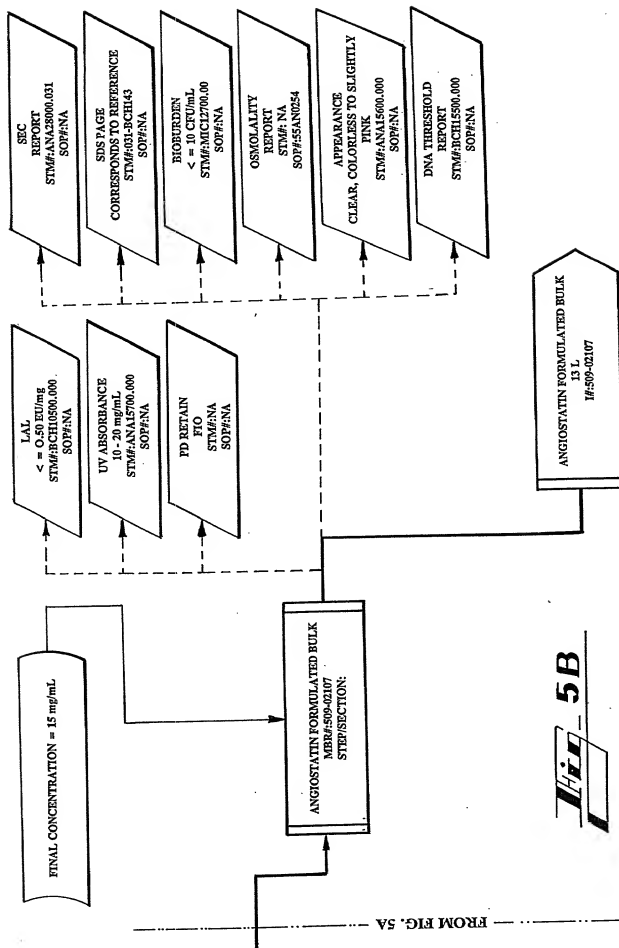 FINAL CONCENTRATION = 15 mg/mL
LAL
< = 0.50 EU/mg
STM#:BCH10500.000
SOP#:NA
UV ABSORBANCE
10 - 20 mg/mL
STM#:ANA15700.000
SOP#:NA
PD RETAIN
FIO
STM#:NA
SOP#:NA
SEC
REPORT
STM#:ANA28000.031
SOP#:NA
SDS PAGE
CORRESPONDS TO REFERENCE
STM#:031-BCH143
SOP#:NA
BIOBURDEN
< = 10 CFU/mL
STM#:MIC12700.00
SOP#:NA
OSMOLALITY
REPORT
STM#: NA
SOP#:55AN0254
APPEARANCE
CLEAR, COLORLESS TO SLIGHTLY
PINK
STM#:ANA15600.000
SOP#:NA
DNA THRESHOLD
REPORT
STM#:BCH15500.000
SOP#:NA
ANGIOSTATIN FORMULATED BULK
MBR#:509-02107
STEP/SECTION:
ANGIOSTATIN FORMULATED BULK
13 L
I#:509-02107
FROM FIG. 5A
Fig_5B